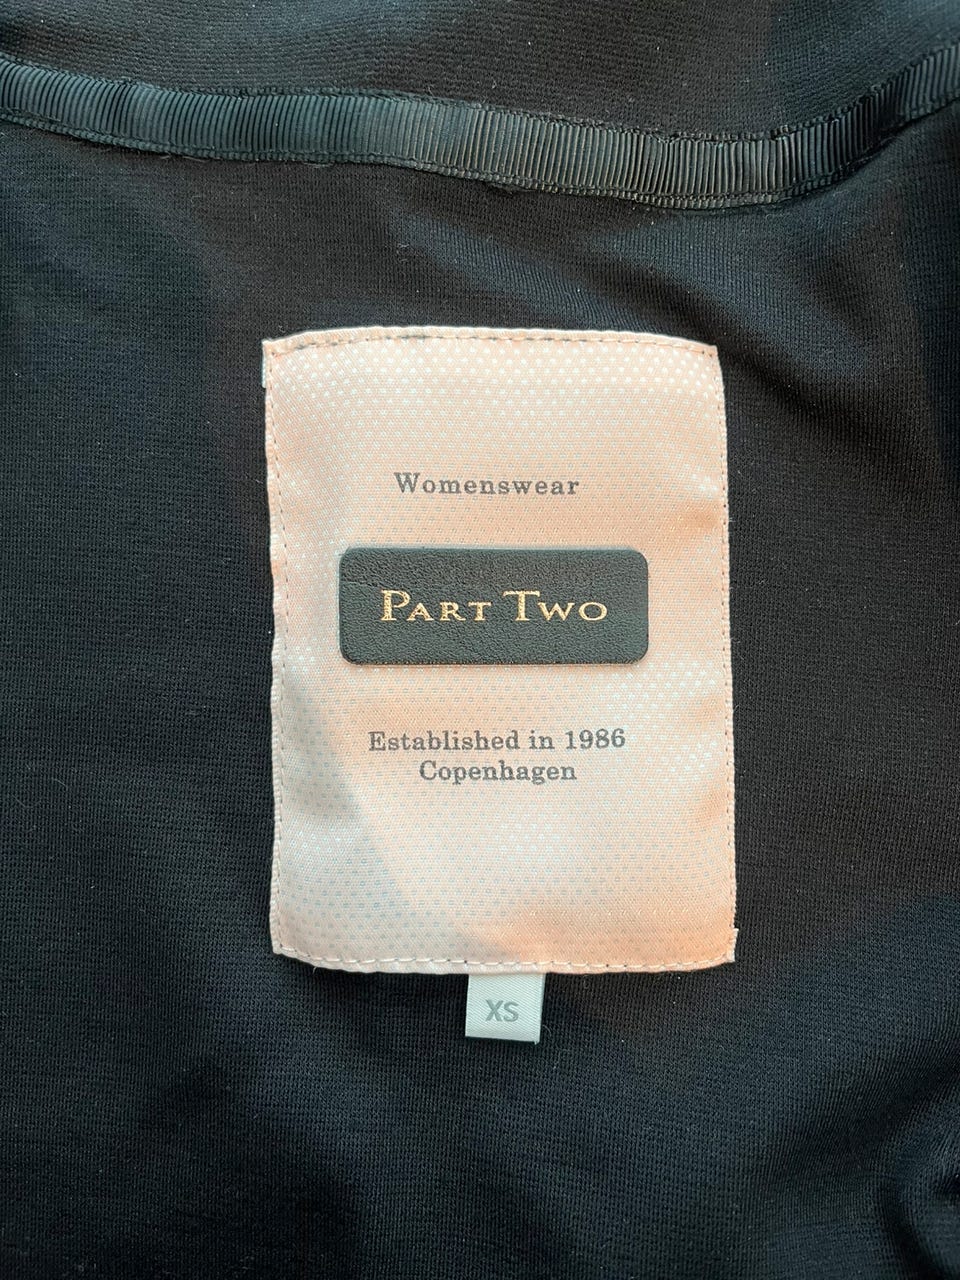 Womenswear
PART TWO
Established in 1986
Copenhagen
XS